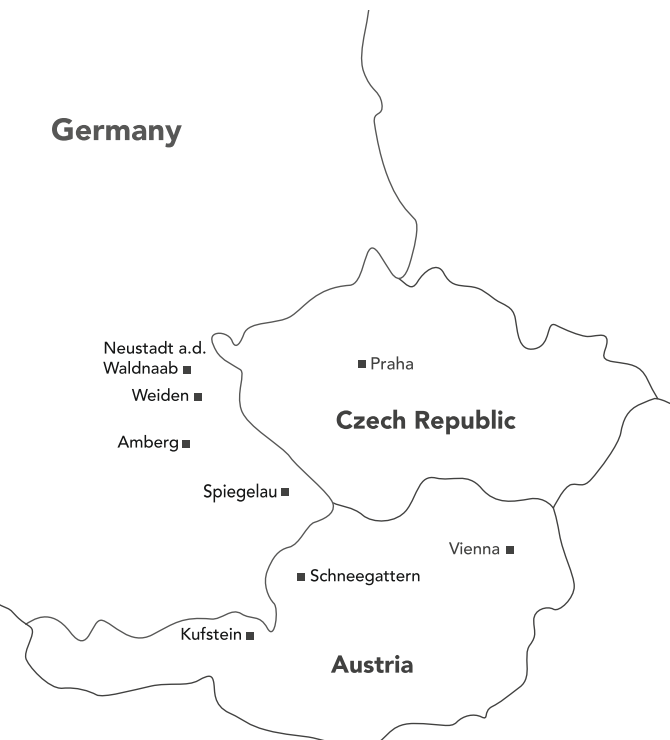 Germany
Neustadt a.d.
Waldnaab
Praha
Weiden
Czech Republic
Amberg
Spiegelau
Vienna
Schneegattern
Kufstein
Austria